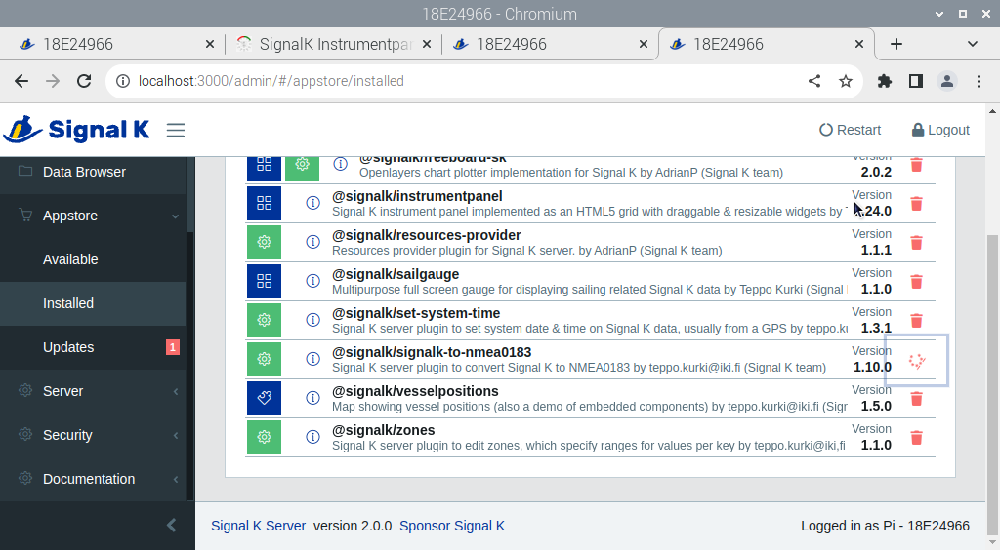 18E24966 - Chromium
18E24966
SignalK Instrumentpa
18E24966
18E24966
localhost:3000/admin/#/appstore/installed
Signal K
Restart
Logout
Data Browser
Appstore
Available
Installed
Updates 1
Server
Security
Documentation
@signalk/freeboard-sk
Version
Openlayers chart plotter implementation for Signal K by AdrianP (Signal K team)
2.0.2
@signalk/instrumentpanel
Version
Signal K instrument panel implemented as an HTML5 grid with draggable & resizable widgets by
.24.0
@signalk/resources-provider
Version
Resources provider plugin for Signal K server. by AdrianP (Signal K team)
1.1.1
@signalk/sailgauge
Version
Multipurpose full screen gauge for displaying sailing related Signal K data by Teppo Kurki (Signal
1.1.0
@signalk/set-system-time
Version
Signal K server plugin to set system date & time on Signal K data, usually from a GPS by teppo.ku
1.3.1
@signalk/signalk-to-nmea0183
Version
Signal K server plugin to convert Signal K to NMEA0183 by teppo.kurki@iki.fi (Signal K team)
1.10.0
@signalk/vesselpositions
Version
Map showing vessel positions (also a demo of embedded components) by teppo.kurki@iki.fi (Sigr
1.5.0
@signalk/zones
Version
Signal K server plugin to edit zones, which specify ranges for values per key by teppo.kurki@iki,fi
1.1.0
Signal K Server version 2.0.0 Sponsor Signal K
Logged in as Pi - 18E24966